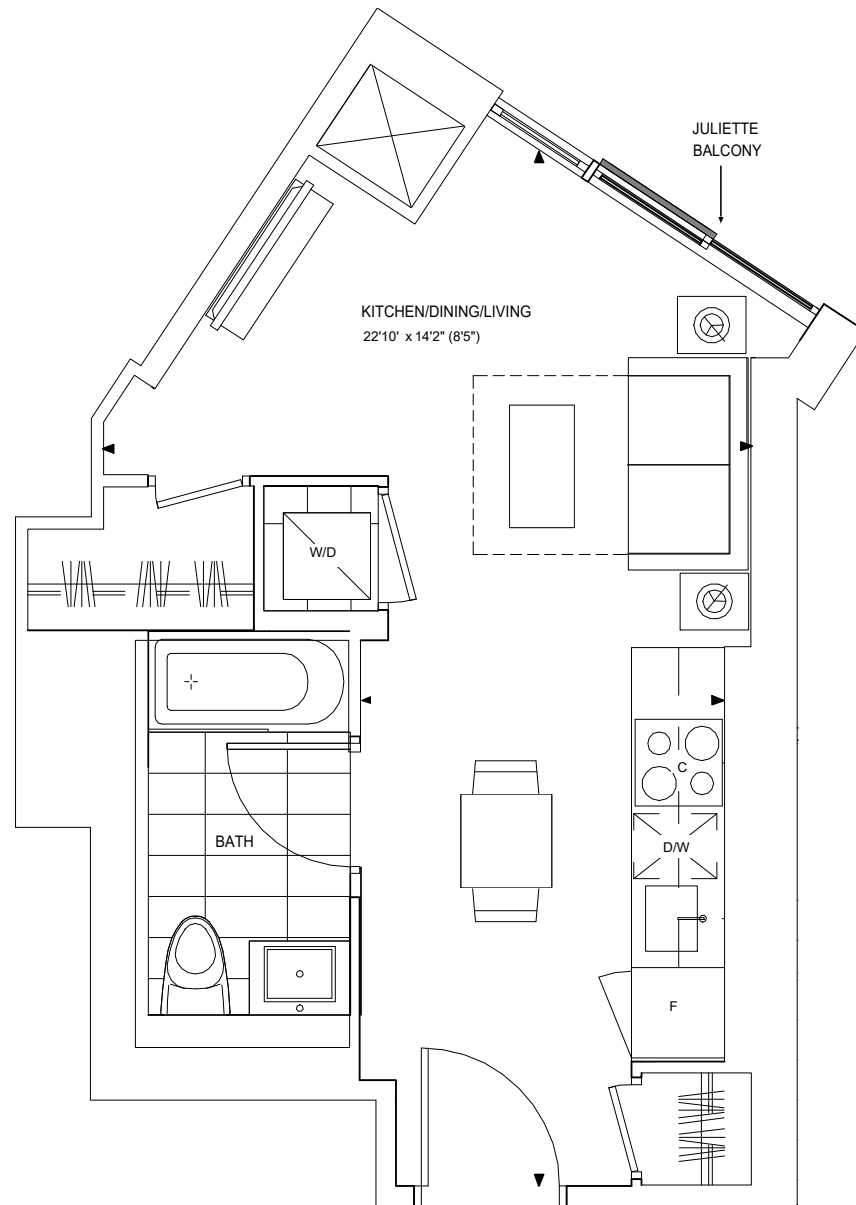 JULIETTE
BALCONY
KITCHEN/DINING/LIVING
22'10' x 14'2" (8'5")
W/D
C
D/W
BATH
F